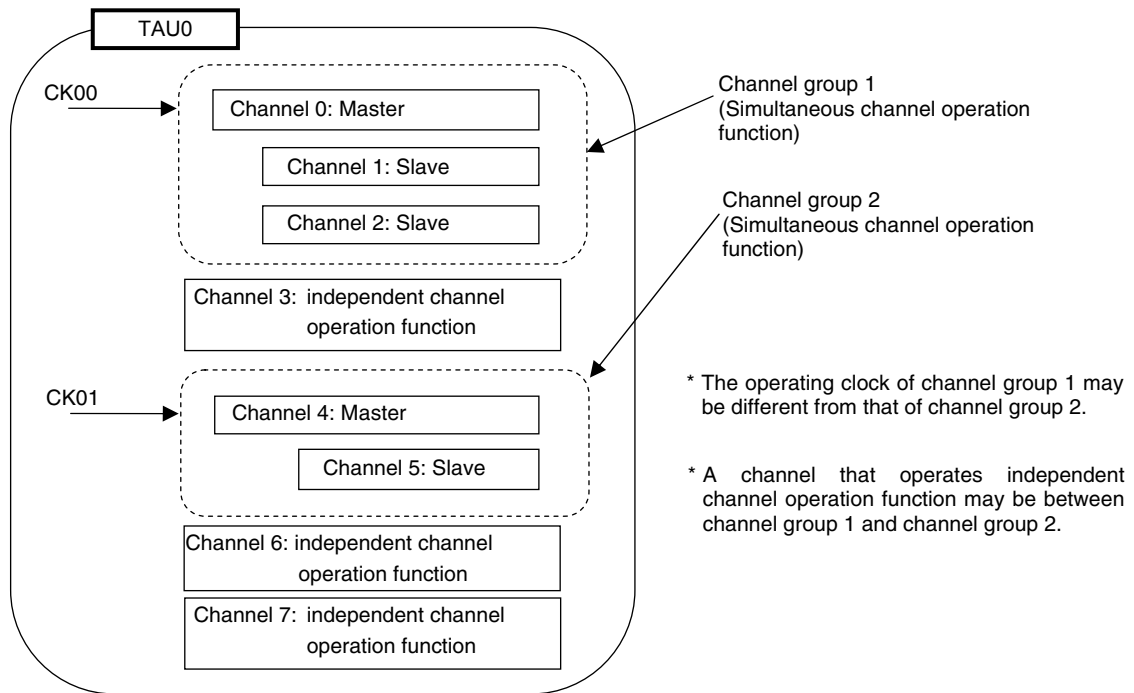 TAU0
CK00
Channel 0: Master
Channel 1: Slave
Channel 2: Slave
Channel group 1
(Simultaneous channel operation
function)
Channel group 2
(Simultaneous channel operation
function)
Channel 3: independent channel
operation function
CK01
Channel 4: Master
Channel 5: Slave
* The operating clock of channel group 1 may
be different from that of channel group 2.
* A channel that operates independent
channel operation function may be between
channel group 1 and channel group 2.
Channel 6: independent channel
operation function
Channel 7: independent channel
operation function